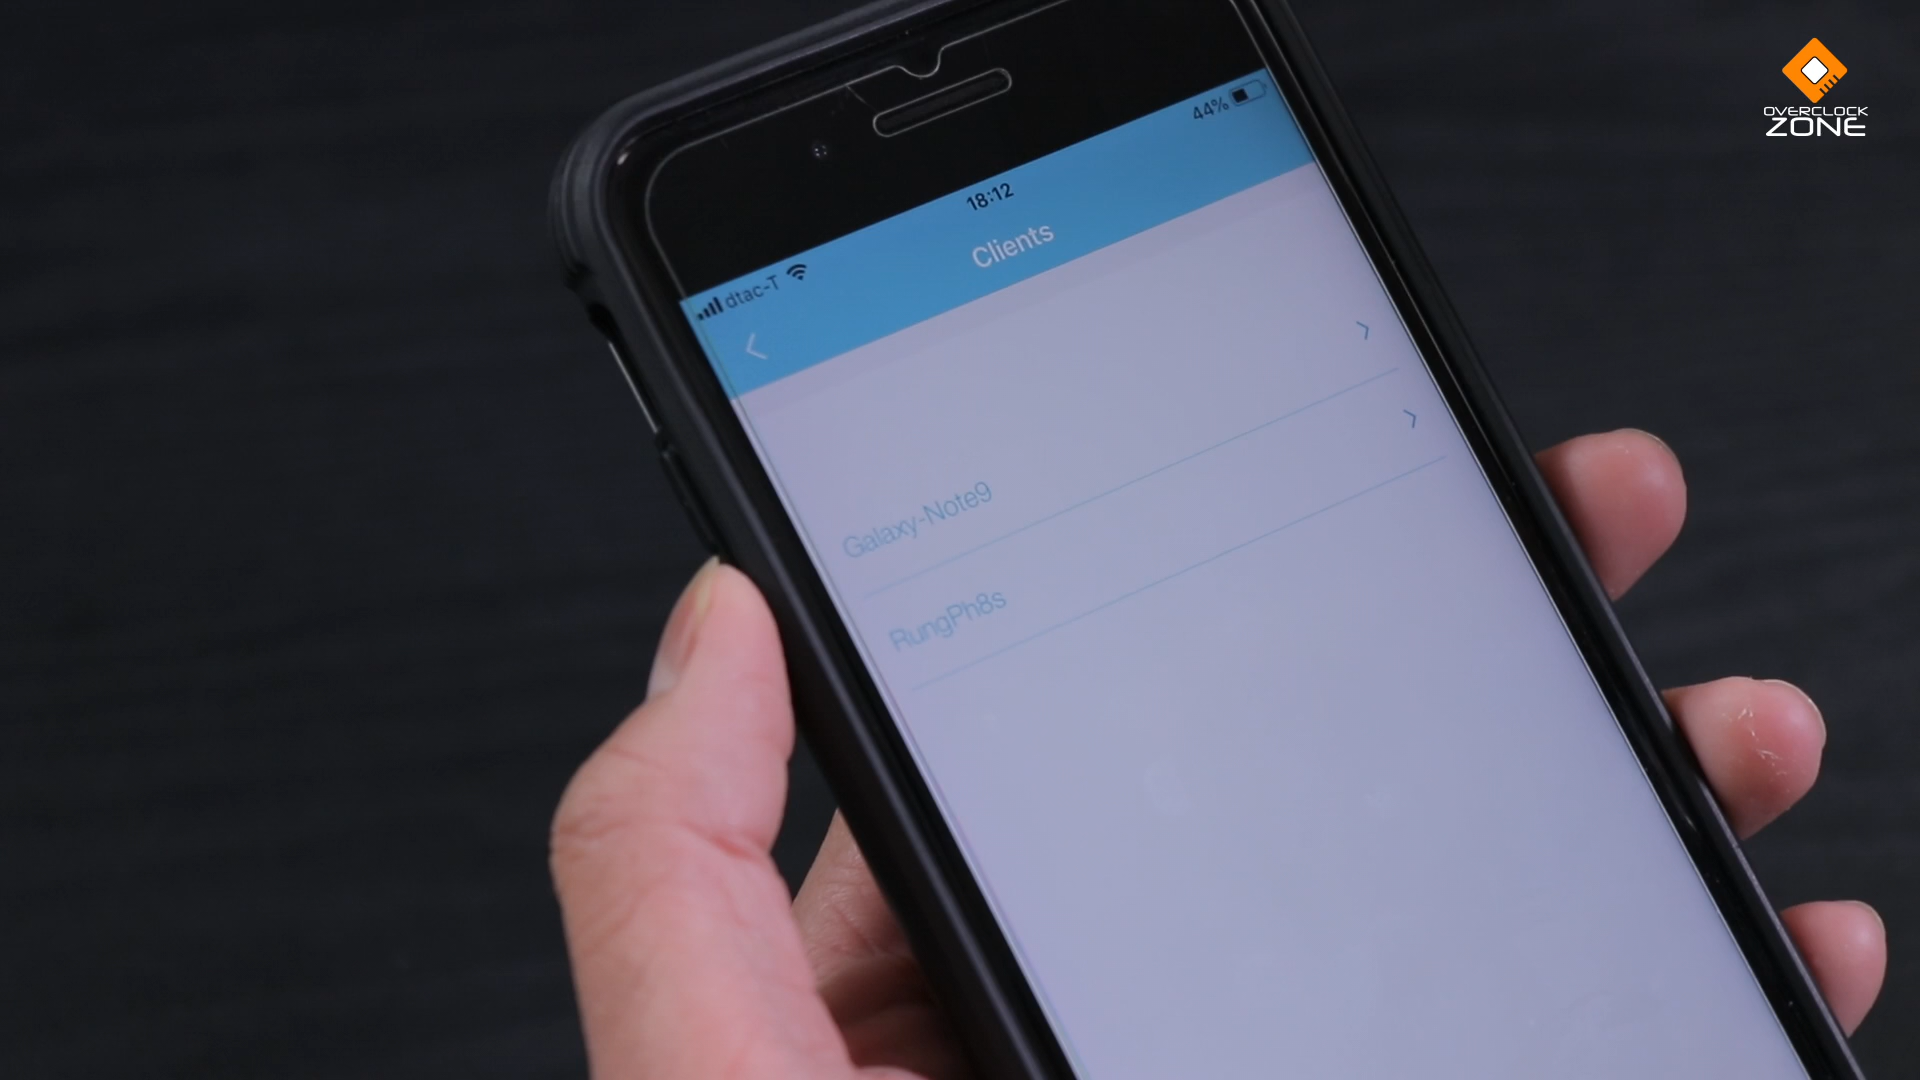 OVERCLOCK
ZONE
dtac-T
18:12
44%
Clients
Galaxy-Note9
RungPh8s